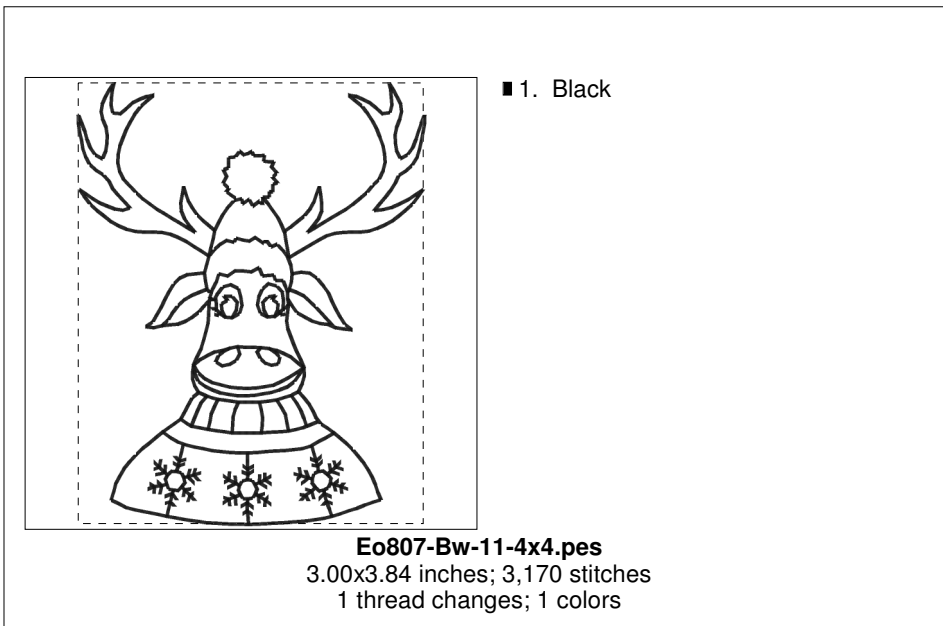 1. Black
Eo807-Bw-11-4x4.pes
3.00x3.84 inches; 3,170 stitches
1 thread changes; 1 colors